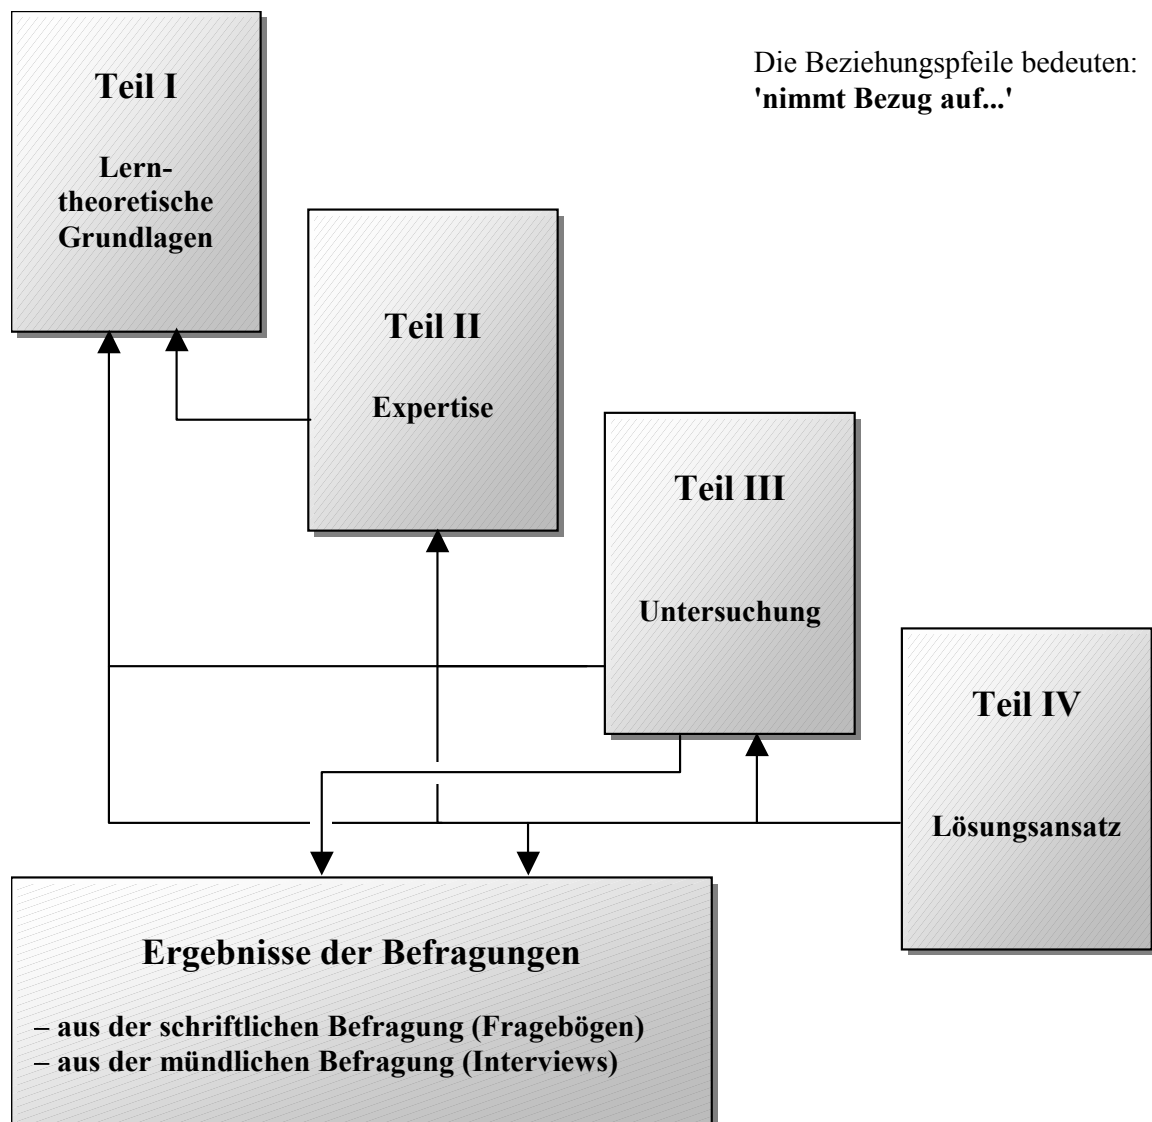 Teil I
Lern-
theoretische
Grundlagen
Die Beziehungspfeile bedeuten:
'nimmt Bezug auf...'
Teil II
Expertise
Teil III
Untersuchung
Teil IV
Lösungsansatz
Ergebnisse der Befragungen
– aus der schriftlichen Befragung (Fragebögen)
– aus der mündlichen Befragung (Interviews)